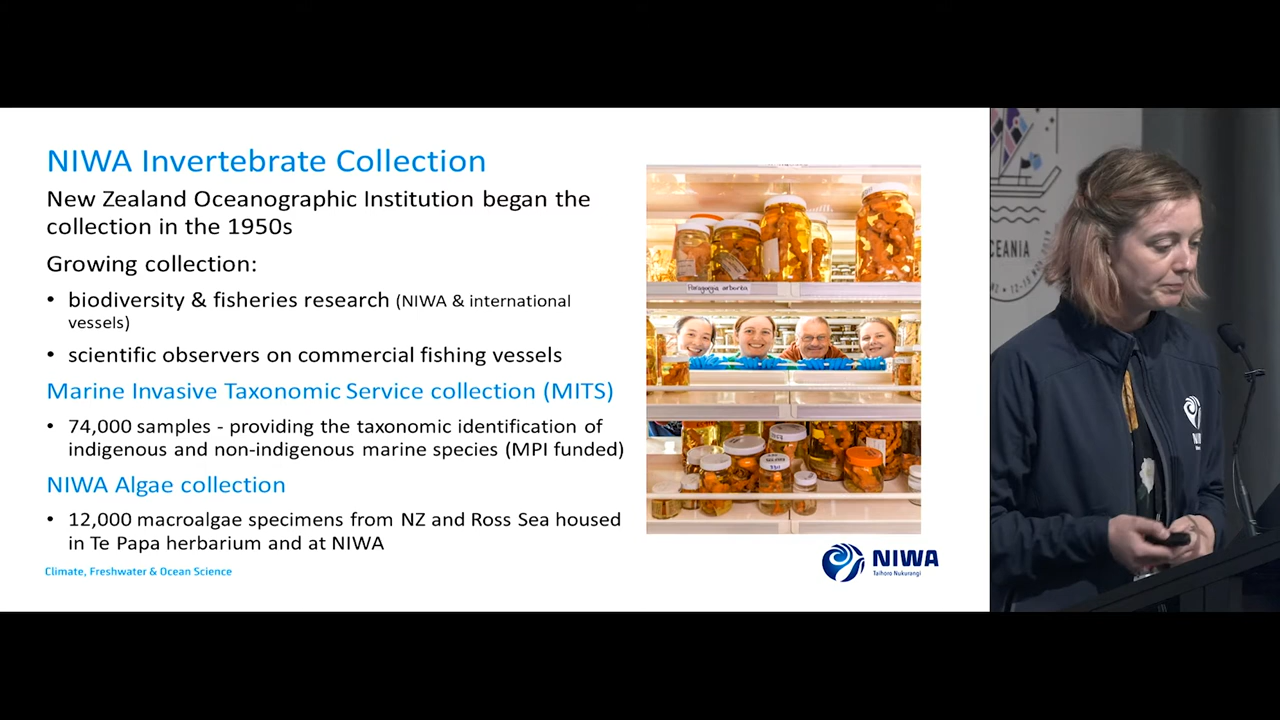 NIWA Invertebrate Collection
New Zealand Oceanographic Institution began the
collection in the 1950s
Growing collection:
• biodiversity & fisheries research (NIWA & international
vessels)
• scientific observers on commercial fishing vessels
Marine Invasive Taxonomic Service collection (MITS)
• 74,000 samples - providing the taxonomic identification of
indigenous and non-indigenous marine species (MPI funded)
NIWA Algae collection
• 12,000 macroalgae specimens from NZ and Ross Sea housed
in Te Papa herbarium and at NIWA
Climate, Freshwater & Ocean Science
Paragorgia arborea
NIWA
Taihoro Nukurangi
CEANIA